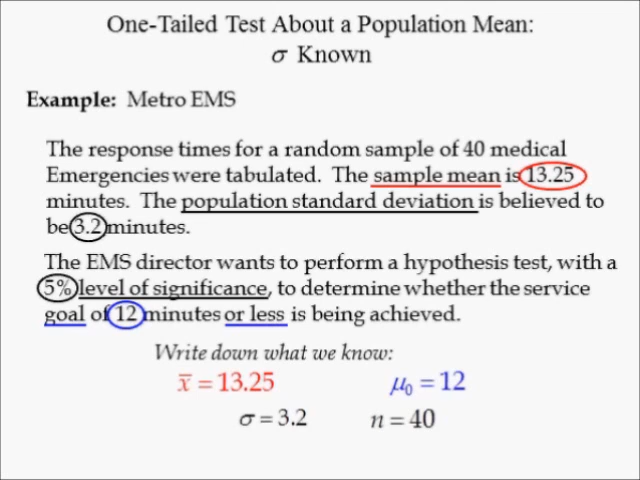 One-Tailed Test About a Population Mean:
σ Known
Example: Metro EMS
The response times for a random sample of 40 medical
Emergencies were tabulated. The sample mean is 13.25
minutes. The population standard deviation is believed to
be 3.2 minutes.
The EMS director wants to perform a hypothesis test, with a
5% level of significance, to determine whether the service
goal of 12 minutes or less is being achieved.
Write down what we know:
x̄ = 13.25 μ₀ = 12
σ = 3.2 n = 40